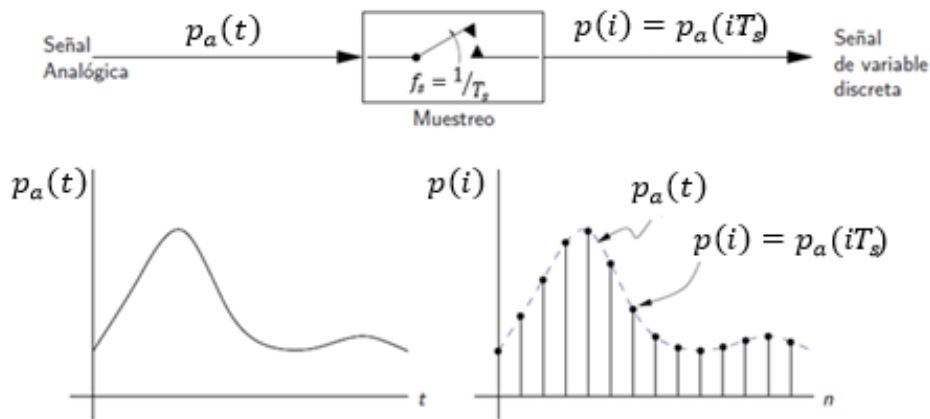 Señal
Analógica
p_a(t)
f_s = 1/T_s
Muestreo
p(i) = p_a(iT_s)
Señal
de variable
discreta
p_a(t)
t
p(i)
p_a(t)
p(i) = p_a(iT_s)
n